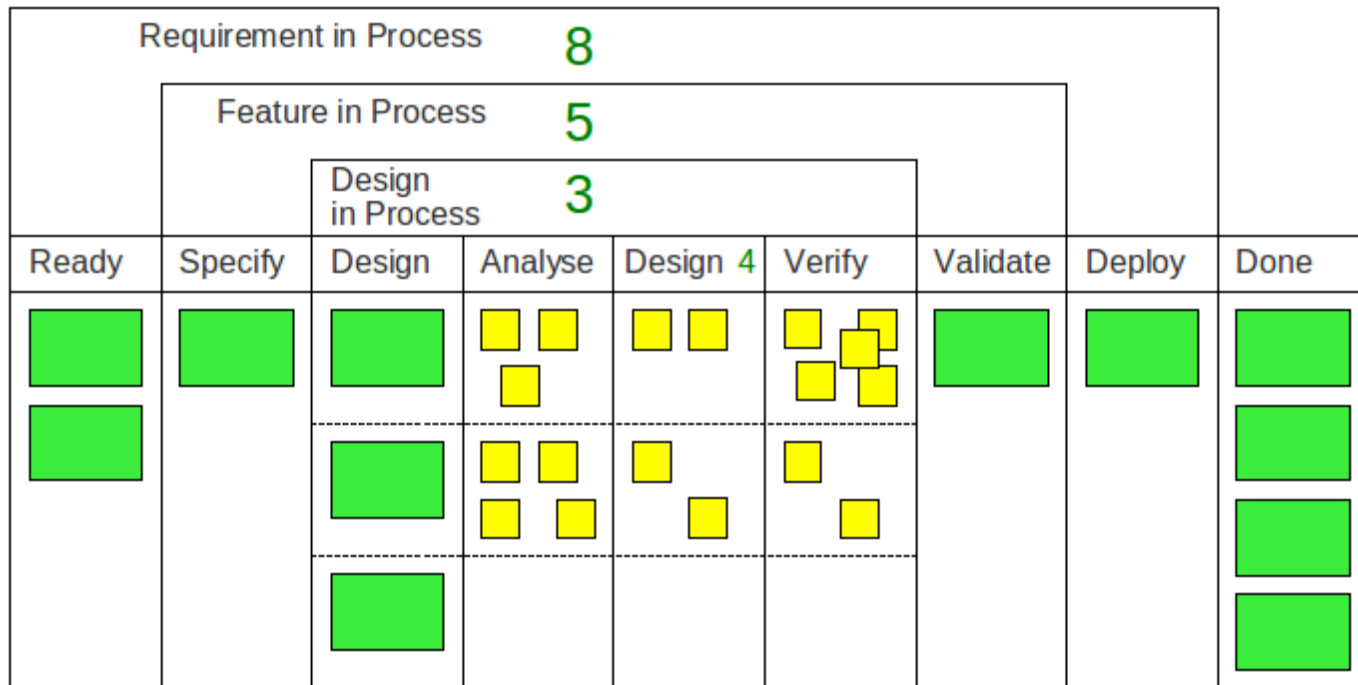 Requirement in Process 8
Feature in Process 5
Design
in Process 3
Ready Specify Design Analyse Design 4 Verify Validate Deploy Done